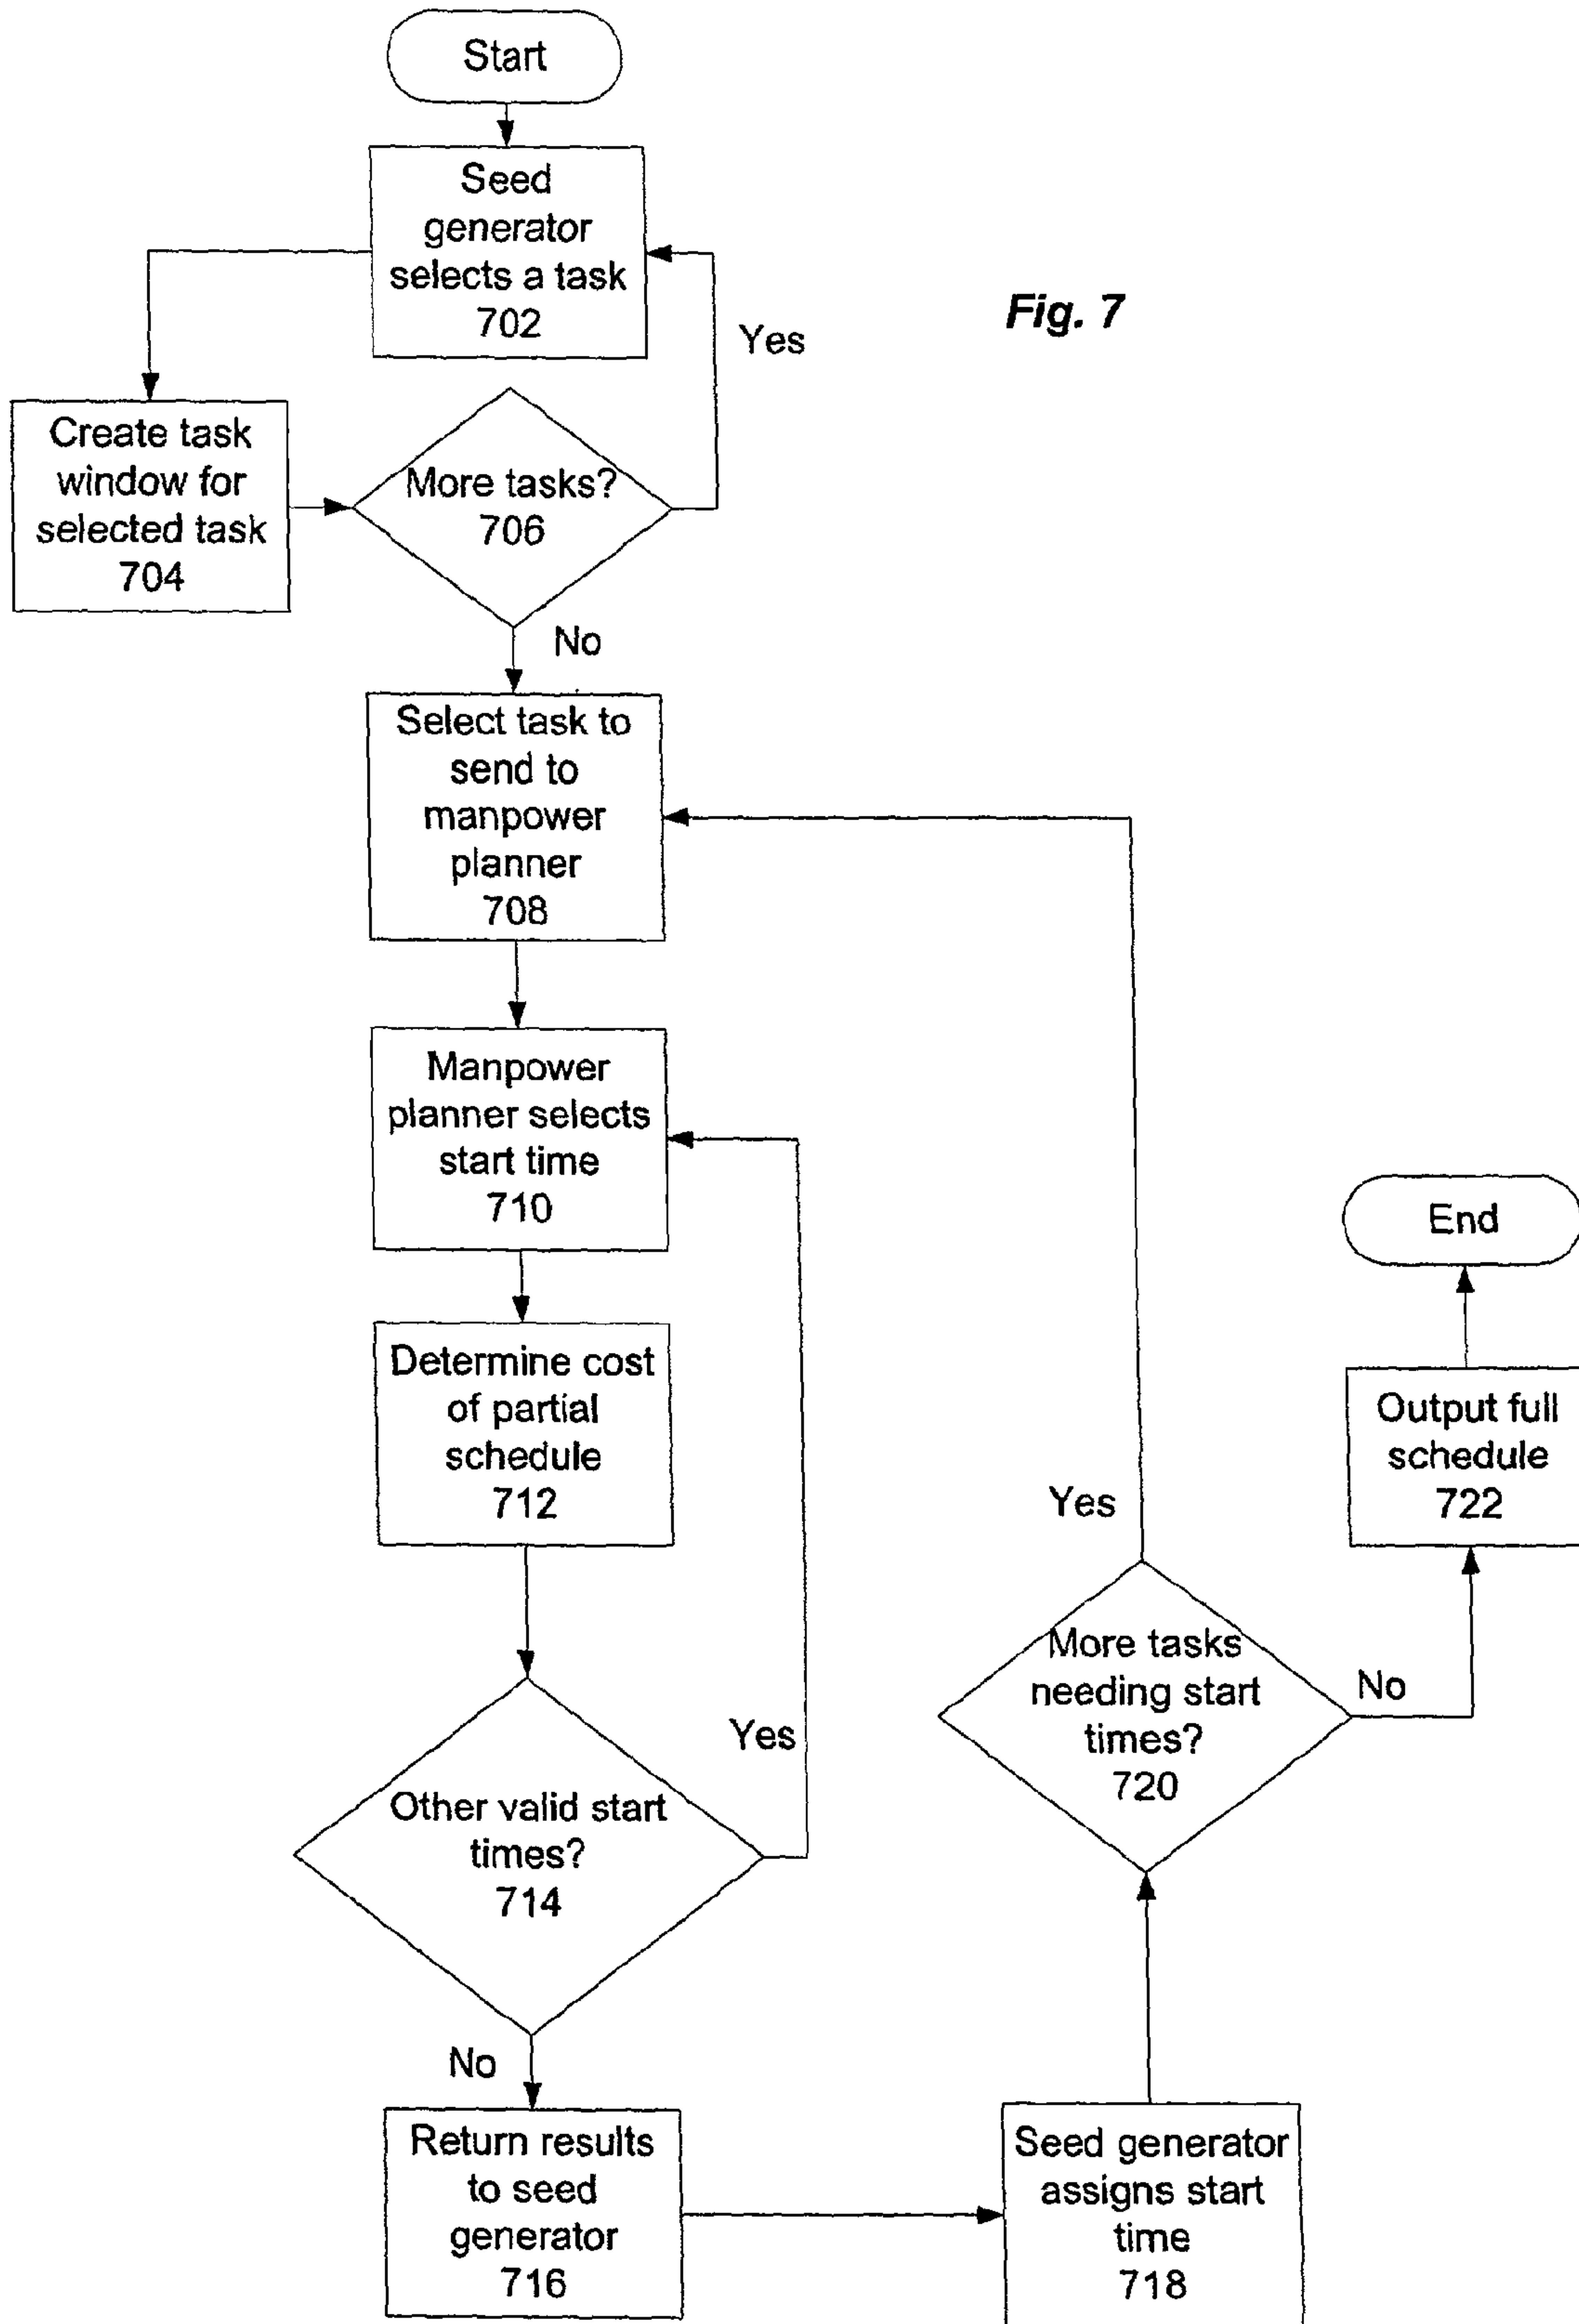 Start
Seed
generator
selects a task
702
Fig. 7
Yes
Create task
window for
selected task
704
More tasks?
706
No
Select task to
send to
manpower
planner
708
Manpower
planner selects
start time
710
End
Determine cost
of partial
schedule
712
Output full
schedule
722
Yes
More tasks
needing start
times?
720
No
Yes
Other valid start
times?
714
No
Return results
to seed
generator
716
Seed generator
assigns start
time
718